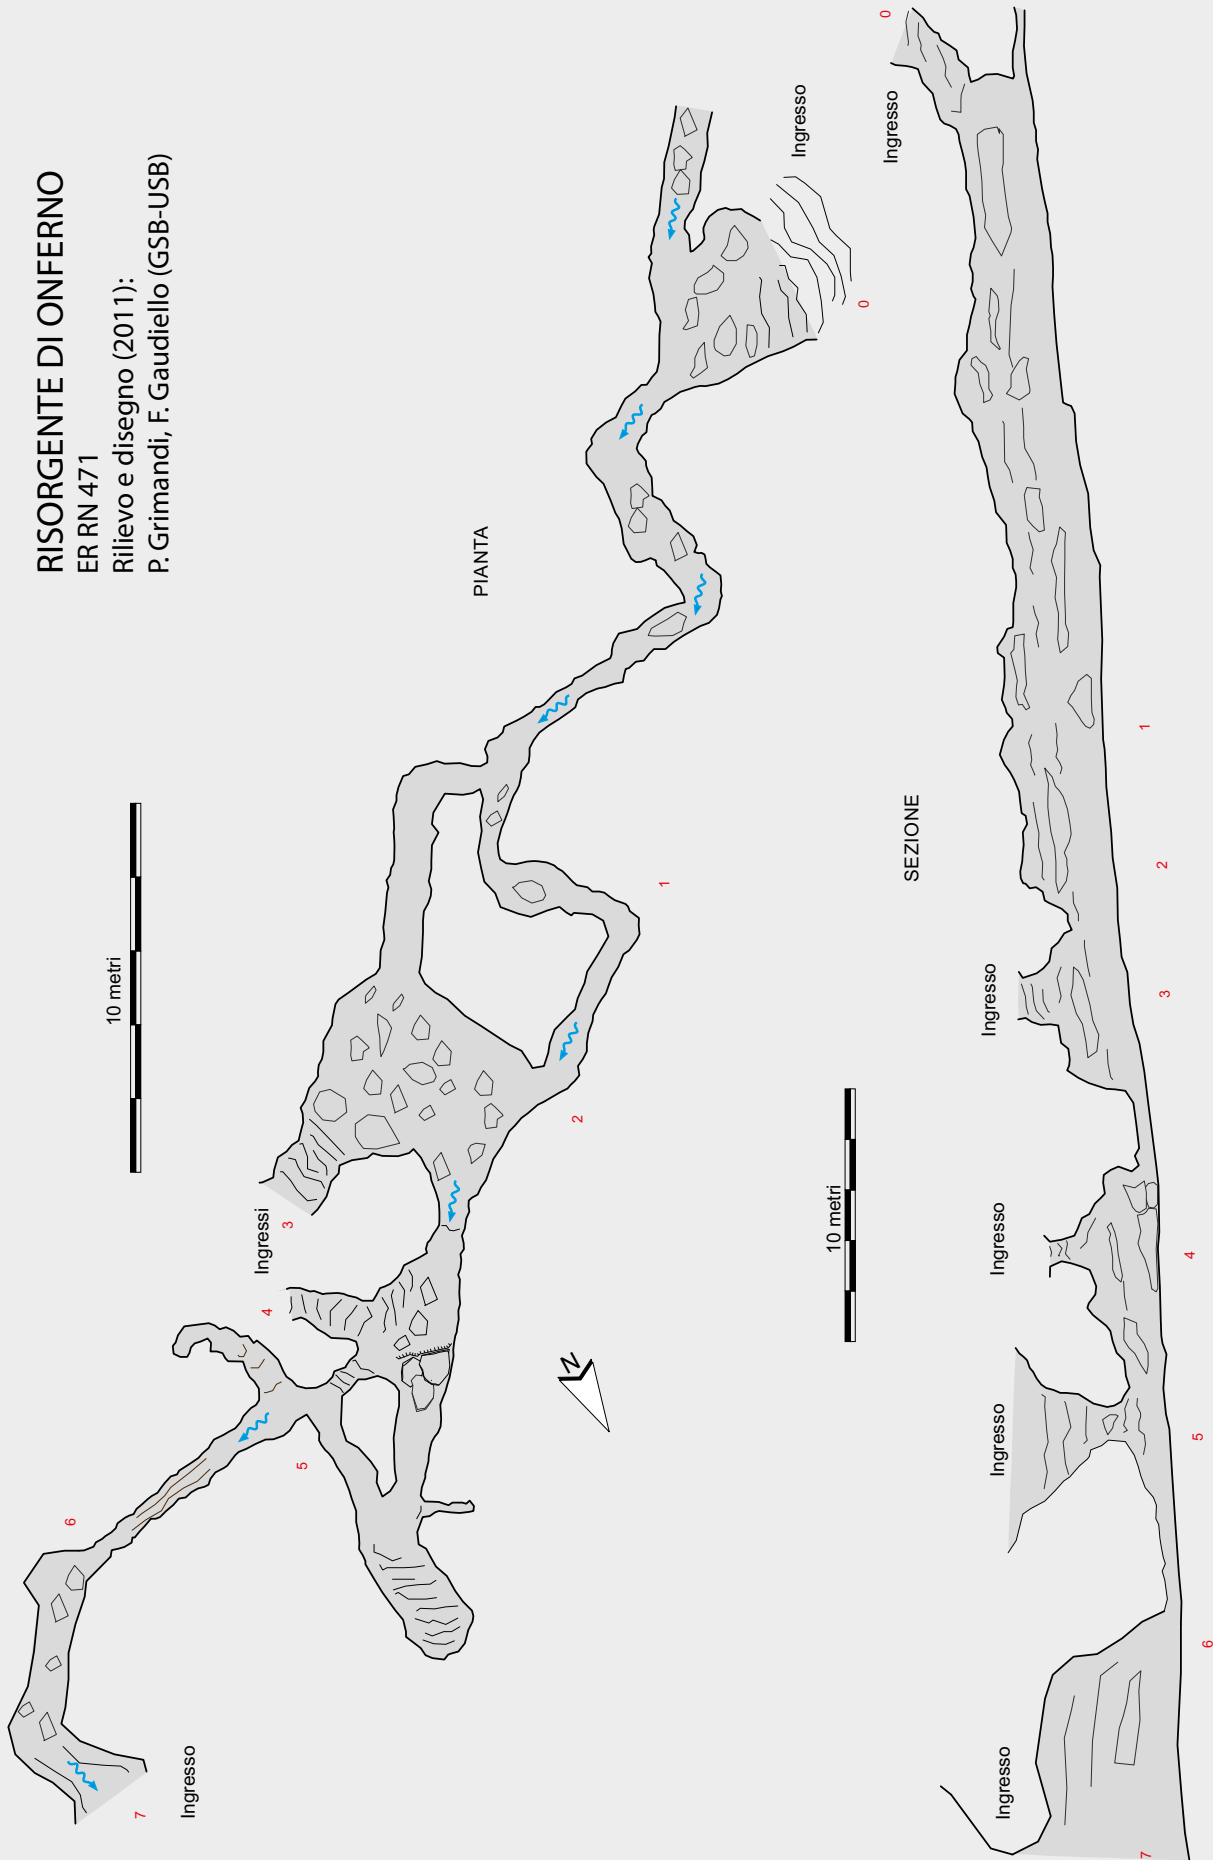 RISORGENTE DI ONFERNO
ER RN 471
Rilievo e disegno (2011):
P. Grimandi, F. Gaudiello (GSB-USB)
10 metri
PIANTA
Ingresso
7
6
5
4
Ingressi
3
2
1
0
Ingresso
N
10 metri
SEZIONE
Ingresso
7
6
Ingresso
5
Ingresso
4
Ingresso
3
2
1
Ingresso
0